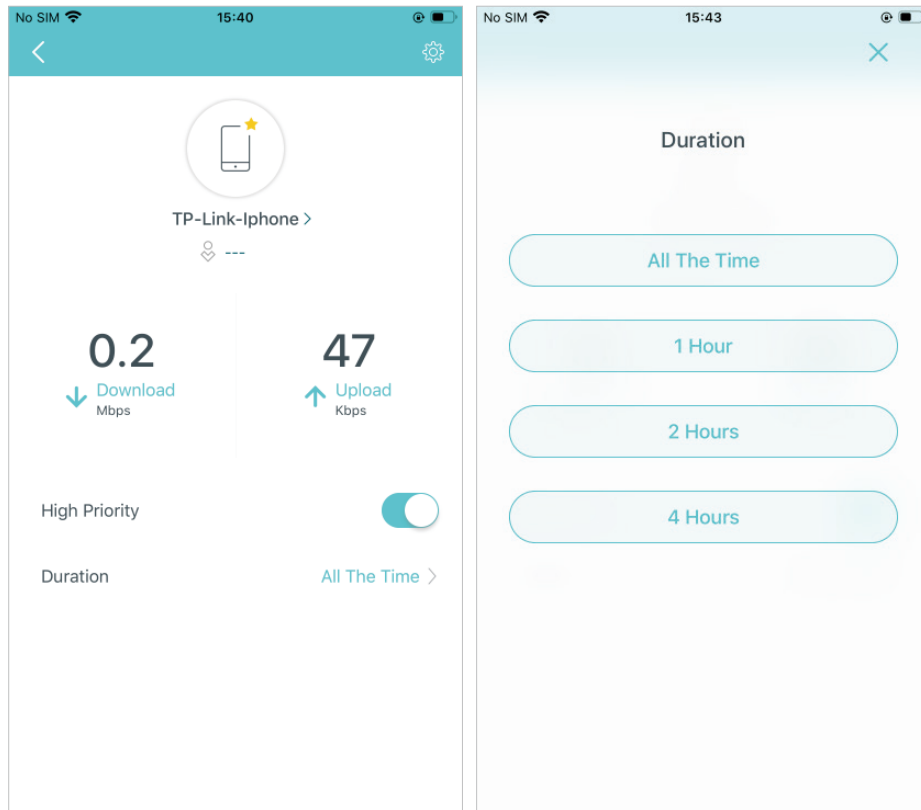 No SIM 15:40
TP-Link-Iphone >
---
0.2
Download
Mbps
47
Upload
Kbps
High Priority
Duration All The Time >
No SIM 15:43
Duration
All The Time
1 Hour
2 Hours
4 Hours